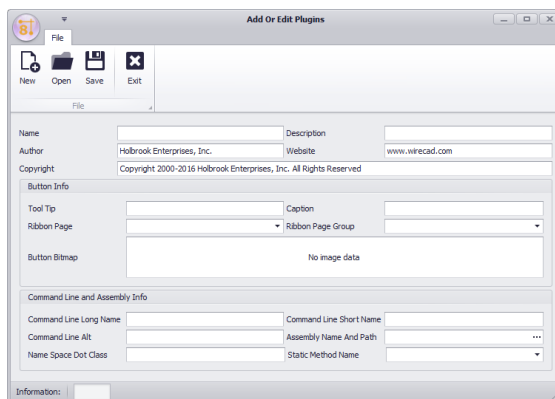 Add Or Edit Plugins
File
New Open Save Exit
File
Name Description
Author Holbrook Enterprises, Inc. Website www.wirecad.com
Copyright Copyright 2000-2016 Holbrook Enterprises, Inc. All Rights Reserved
Button Info
Tool Tip Caption
Ribbon Page Ribbon Page Group
Button Bitmap No image data
Command Line and Assembly Info
Command Line Long Name Command Line Short Name
Command Line Alt Assembly Name And Path ...
Name Space Dot Class Static Method Name
Information: